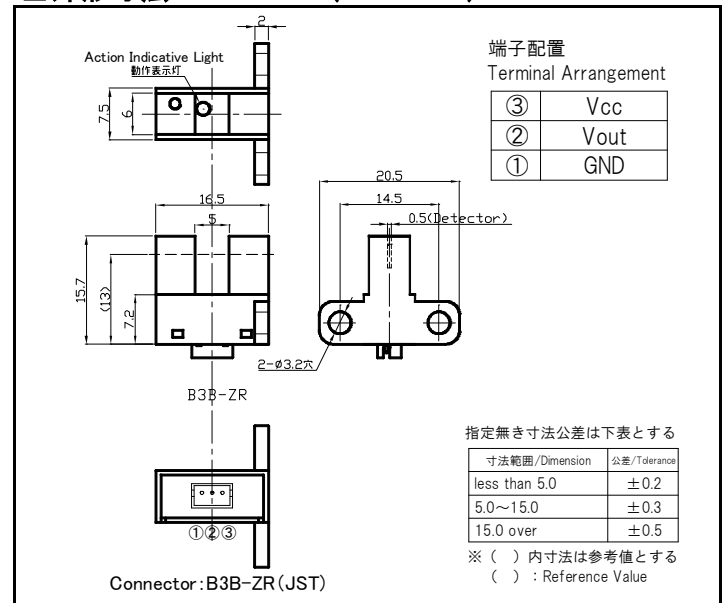 2
Action Indicative Light
動作表示灯
7.5
6
端子配置
Terminal Arrangement
③ Vcc
② Vout
① GND
16.5
5
15.7
(13)
7.2
20.5
14.5
0.5(Detector)
2-ø3.2穴
B3B-ZR
①②③
Connector:B3B-ZR(JST)
指定無き寸法公差は下表とする
寸法範囲/Dimension 公差/Tolerance
less than 5.0 ±0.2
5.0～15.0 ±0.3
15.0 over ±0.5
※（　）内寸法は参考値とする
（　）：Reference Value